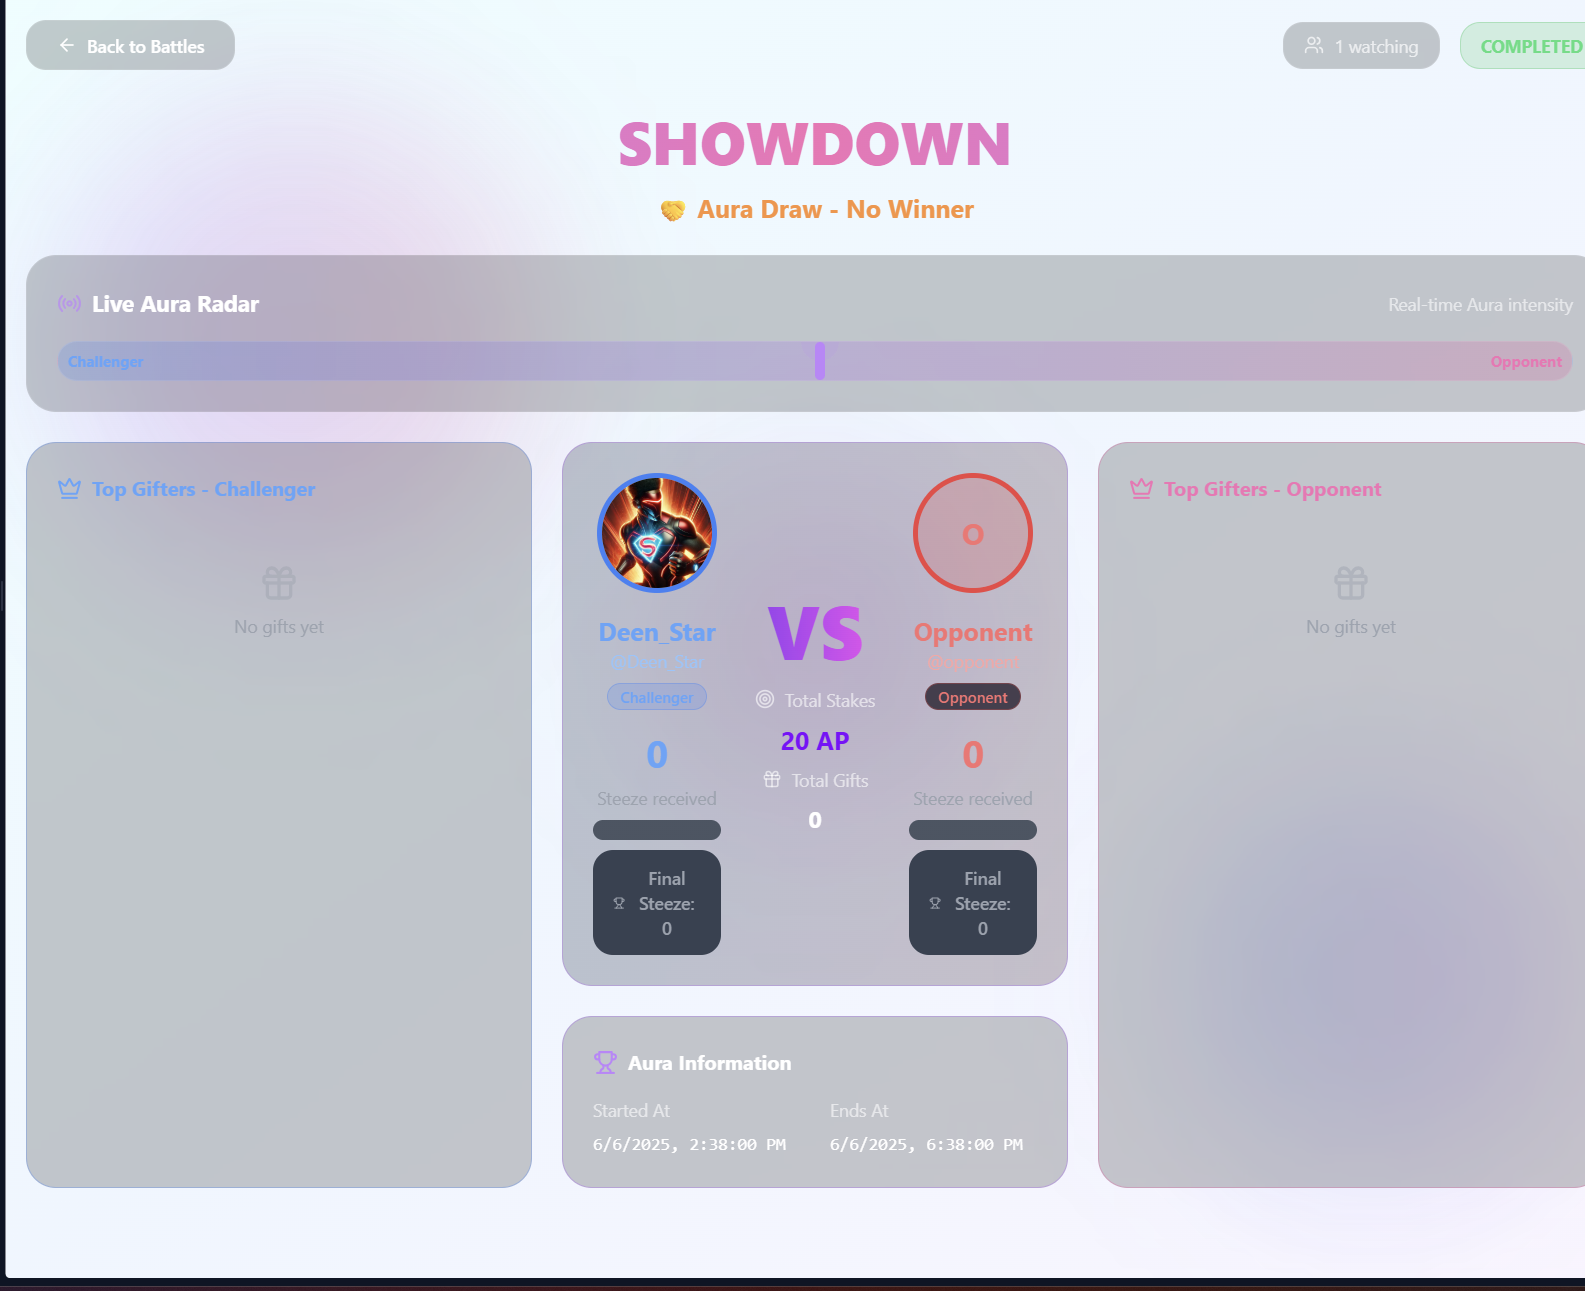 Back to Battles
1 watching
COMPLETED
SHOWDOWN
Aura Draw - No Winner
Live Aura Radar
Real-time Aura intensity
Challenger
Opponent
Top Gifters - Challenger
No gifts yet
S
Deen_Star
Challenger
0
Steeze received
Final
Steeze:
0
VS
Total Stakes
20 AP
Total Gifts
0
O
Opponent
Opponent
0
Steeze received
Final
Steeze:
0
Top Gifters - Opponent
No gifts yet
Aura Information
Started At
6/6/2025, 2:38:00 PM
Ends At
6/6/2025, 6:38:00 PM